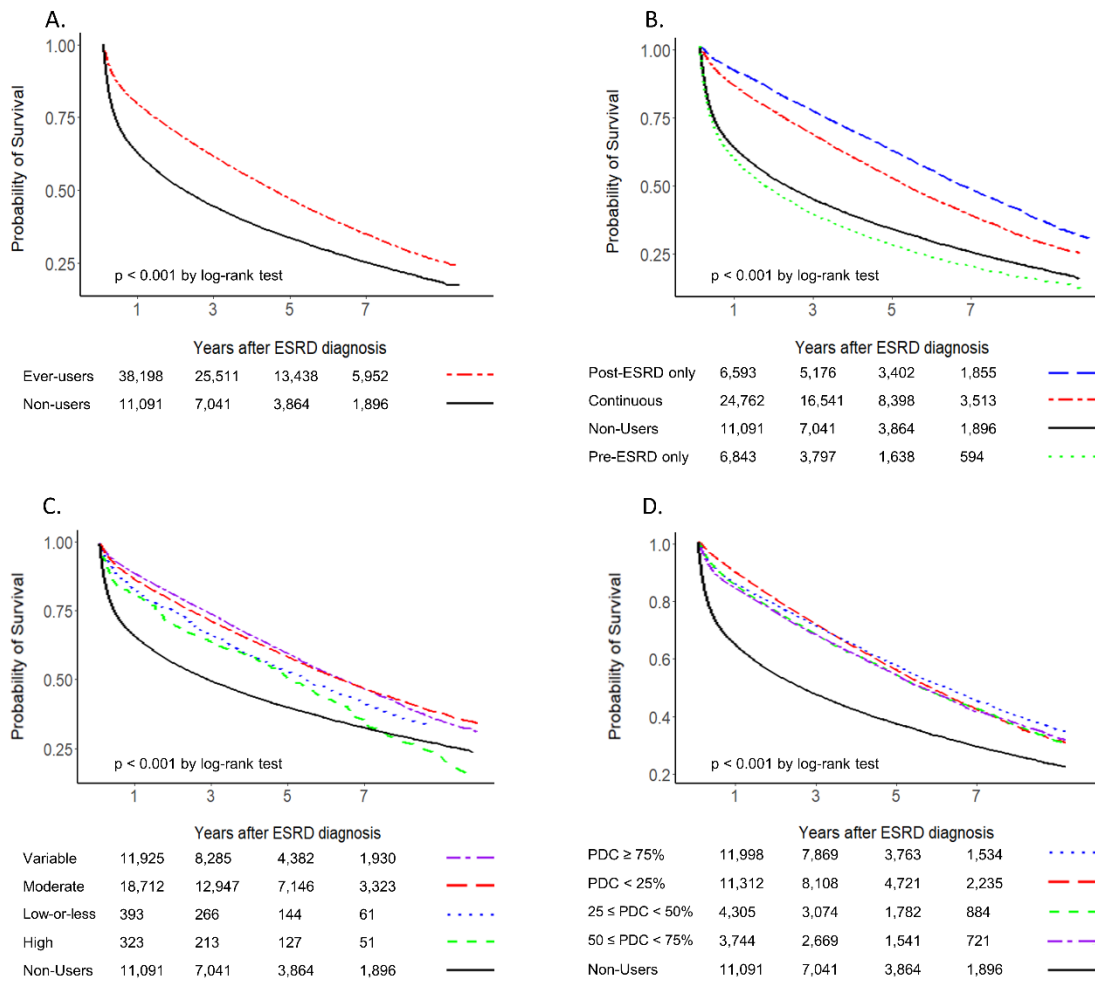 A.
1.00
0.75
0.50
0.25
Probability of Survival
p < 0.001 by log-rank test
1 3 5 7
Years after ESRD diagnosis
Ever-users 38,198 25,511 13,438 5,952
Non-users 11,091 7,041 3,864 1,896
B.
1.00
0.75
0.50
0.25
Probability of Survival
p < 0.001 by log-rank test
1 3 5 7
Years after ESRD diagnosis
Post-ESRD only 6,593 5,176 3,402 1,855
Continuous 24,762 16,541 8,398 3,513
Non-Users 11,091 7,041 3,864 1,896
Pre-ESRD only 6,843 3,797 1,638 594
C.
1.00
0.75
0.50
0.25
Probability of Survival
p < 0.001 by log-rank test
1 3 5 7
Years after ESRD diagnosis
Variable 11,925 8,285 4,382 1,930
Moderate 18,712 12,947 7,146 3,323
Low-or-less 393 266 144 61
High 323 213 127 51
Non-Users 11,091 7,041 3,864 1,896
D.
1.0
0.8
0.6
0.4
0.2
Probability of Survival
p < 0.001 by log-rank test
1 3 5 7
Years after ESRD diagnosis
PDC ≥ 75% 11,998 7,869 3,763 1,534
PDC < 25% 11,312 8,108 4,721 2,235
25 ≤ PDC < 50% 4,305 3,074 1,782 884
50 ≤ PDC < 75% 3,744 2,669 1,541 721
Non-Users 11,091 7,041 3,864 1,896